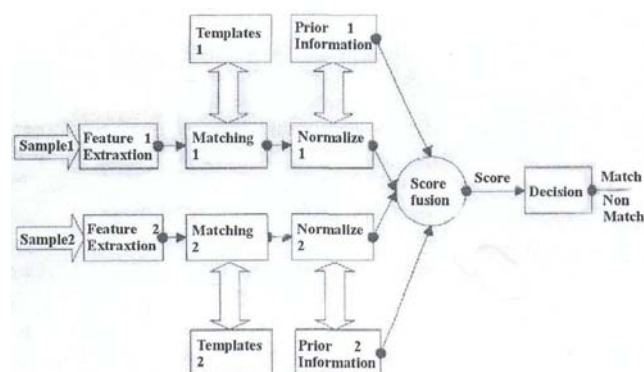 Templates
1
Prior 1
Information
Sample1
Feature 1
Extraxtion
Matching
1
Normalize
1
Score
fusion
Score
Decision
Match
Non
Match
Sample2
Feature 2
Extraxtion
Matching
2
Normalize
2
Templates
2
Prior 2
Information